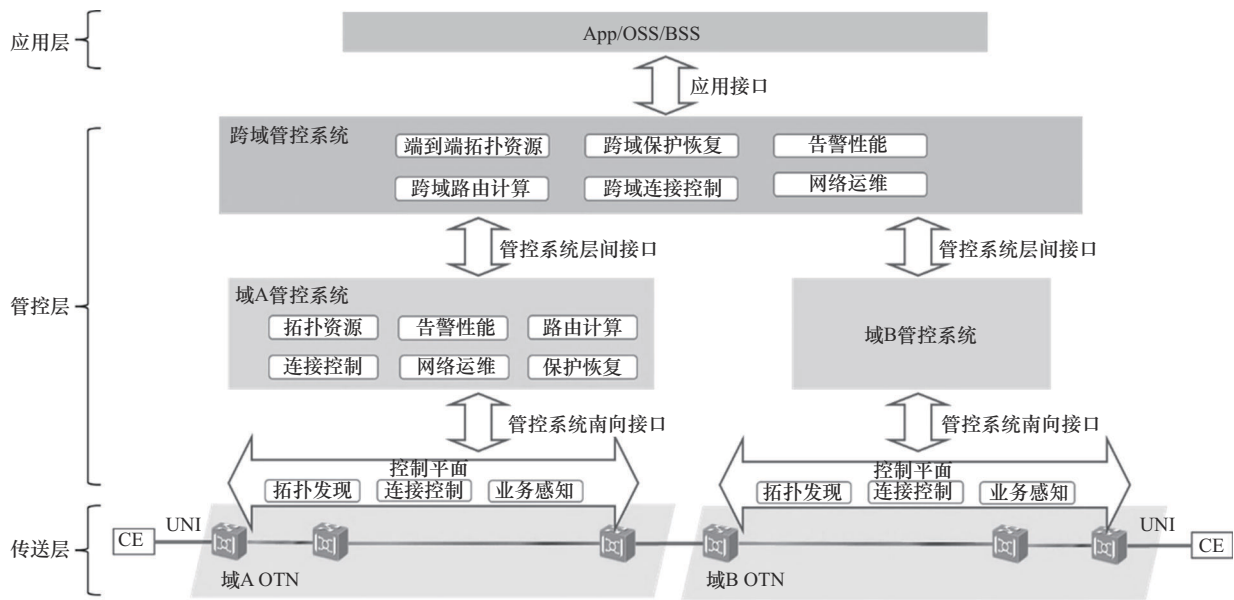 应用层
App/OSS/BSS
应用接口
管控层
跨域管控系统
端到端拓扑资源
跨域保护恢复
告警性能
跨域路由计算
跨域连接控制
网络运维
管控系统层间接口
管控系统层间接口
域A管控系统
拓扑资源
告警性能
路由计算
连接控制
网络运维
保护恢复
域B管控系统
管控系统南向接口
管控系统南向接口
控制平面
拓扑发现
连接控制
业务感知
控制平面
拓扑发现
连接控制
业务感知
传送层
CE
UNI
域A OTN
域B OTN
UNI
CE